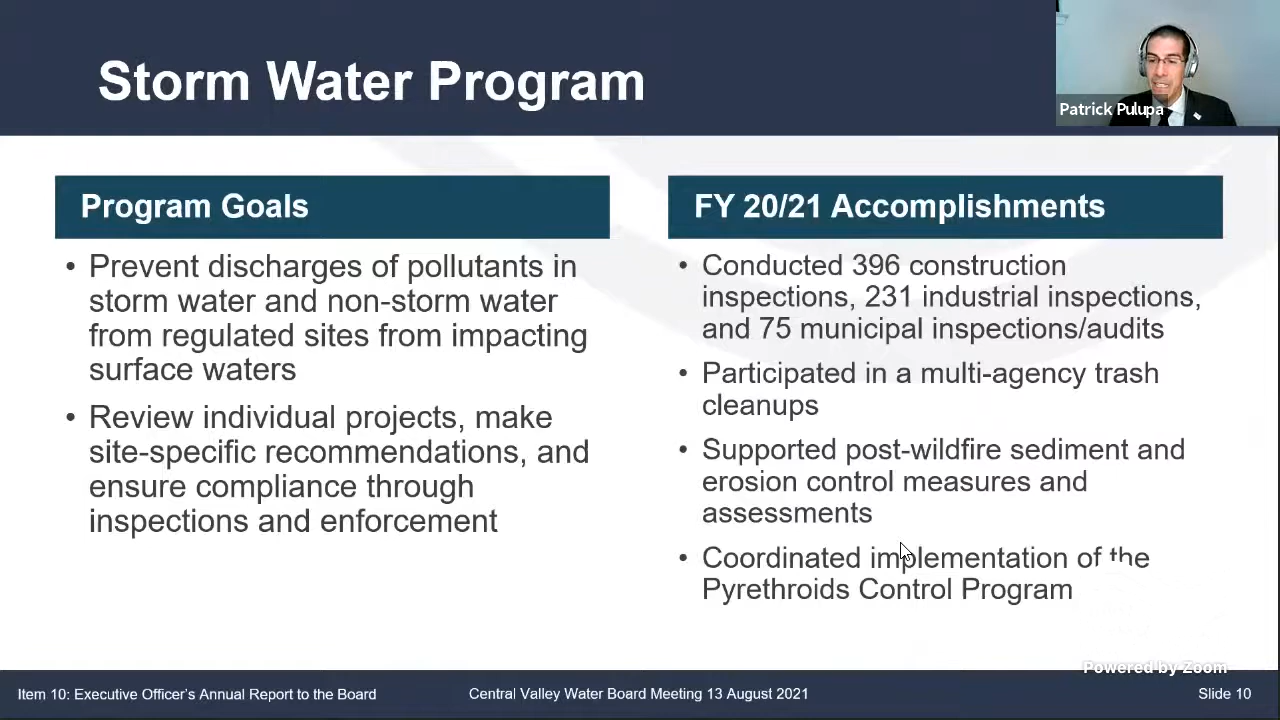 Storm Water Program
Patrick Pulupa
Program Goals
• Prevent discharges of pollutants in
storm water and non-storm water
from regulated sites from impacting
surface waters
• Review individual projects, make
site-specific recommendations, and
ensure compliance through
inspections and enforcement
FY 20/21 Accomplishments
• Conducted 396 construction
inspections, 231 industrial inspections,
and 75 municipal inspections/audits
• Participated in a multi-agency trash
cleanups
• Supported post-wildfire sediment and
erosion control measures and
assessments
• Coordinated implementation of the
Pyrethroids Control Program
Powered by Zoom
Item 10: Executive Officer's Annual Report to the Board
Central Valley Water Board Meeting 13 August 2021
Slide 10